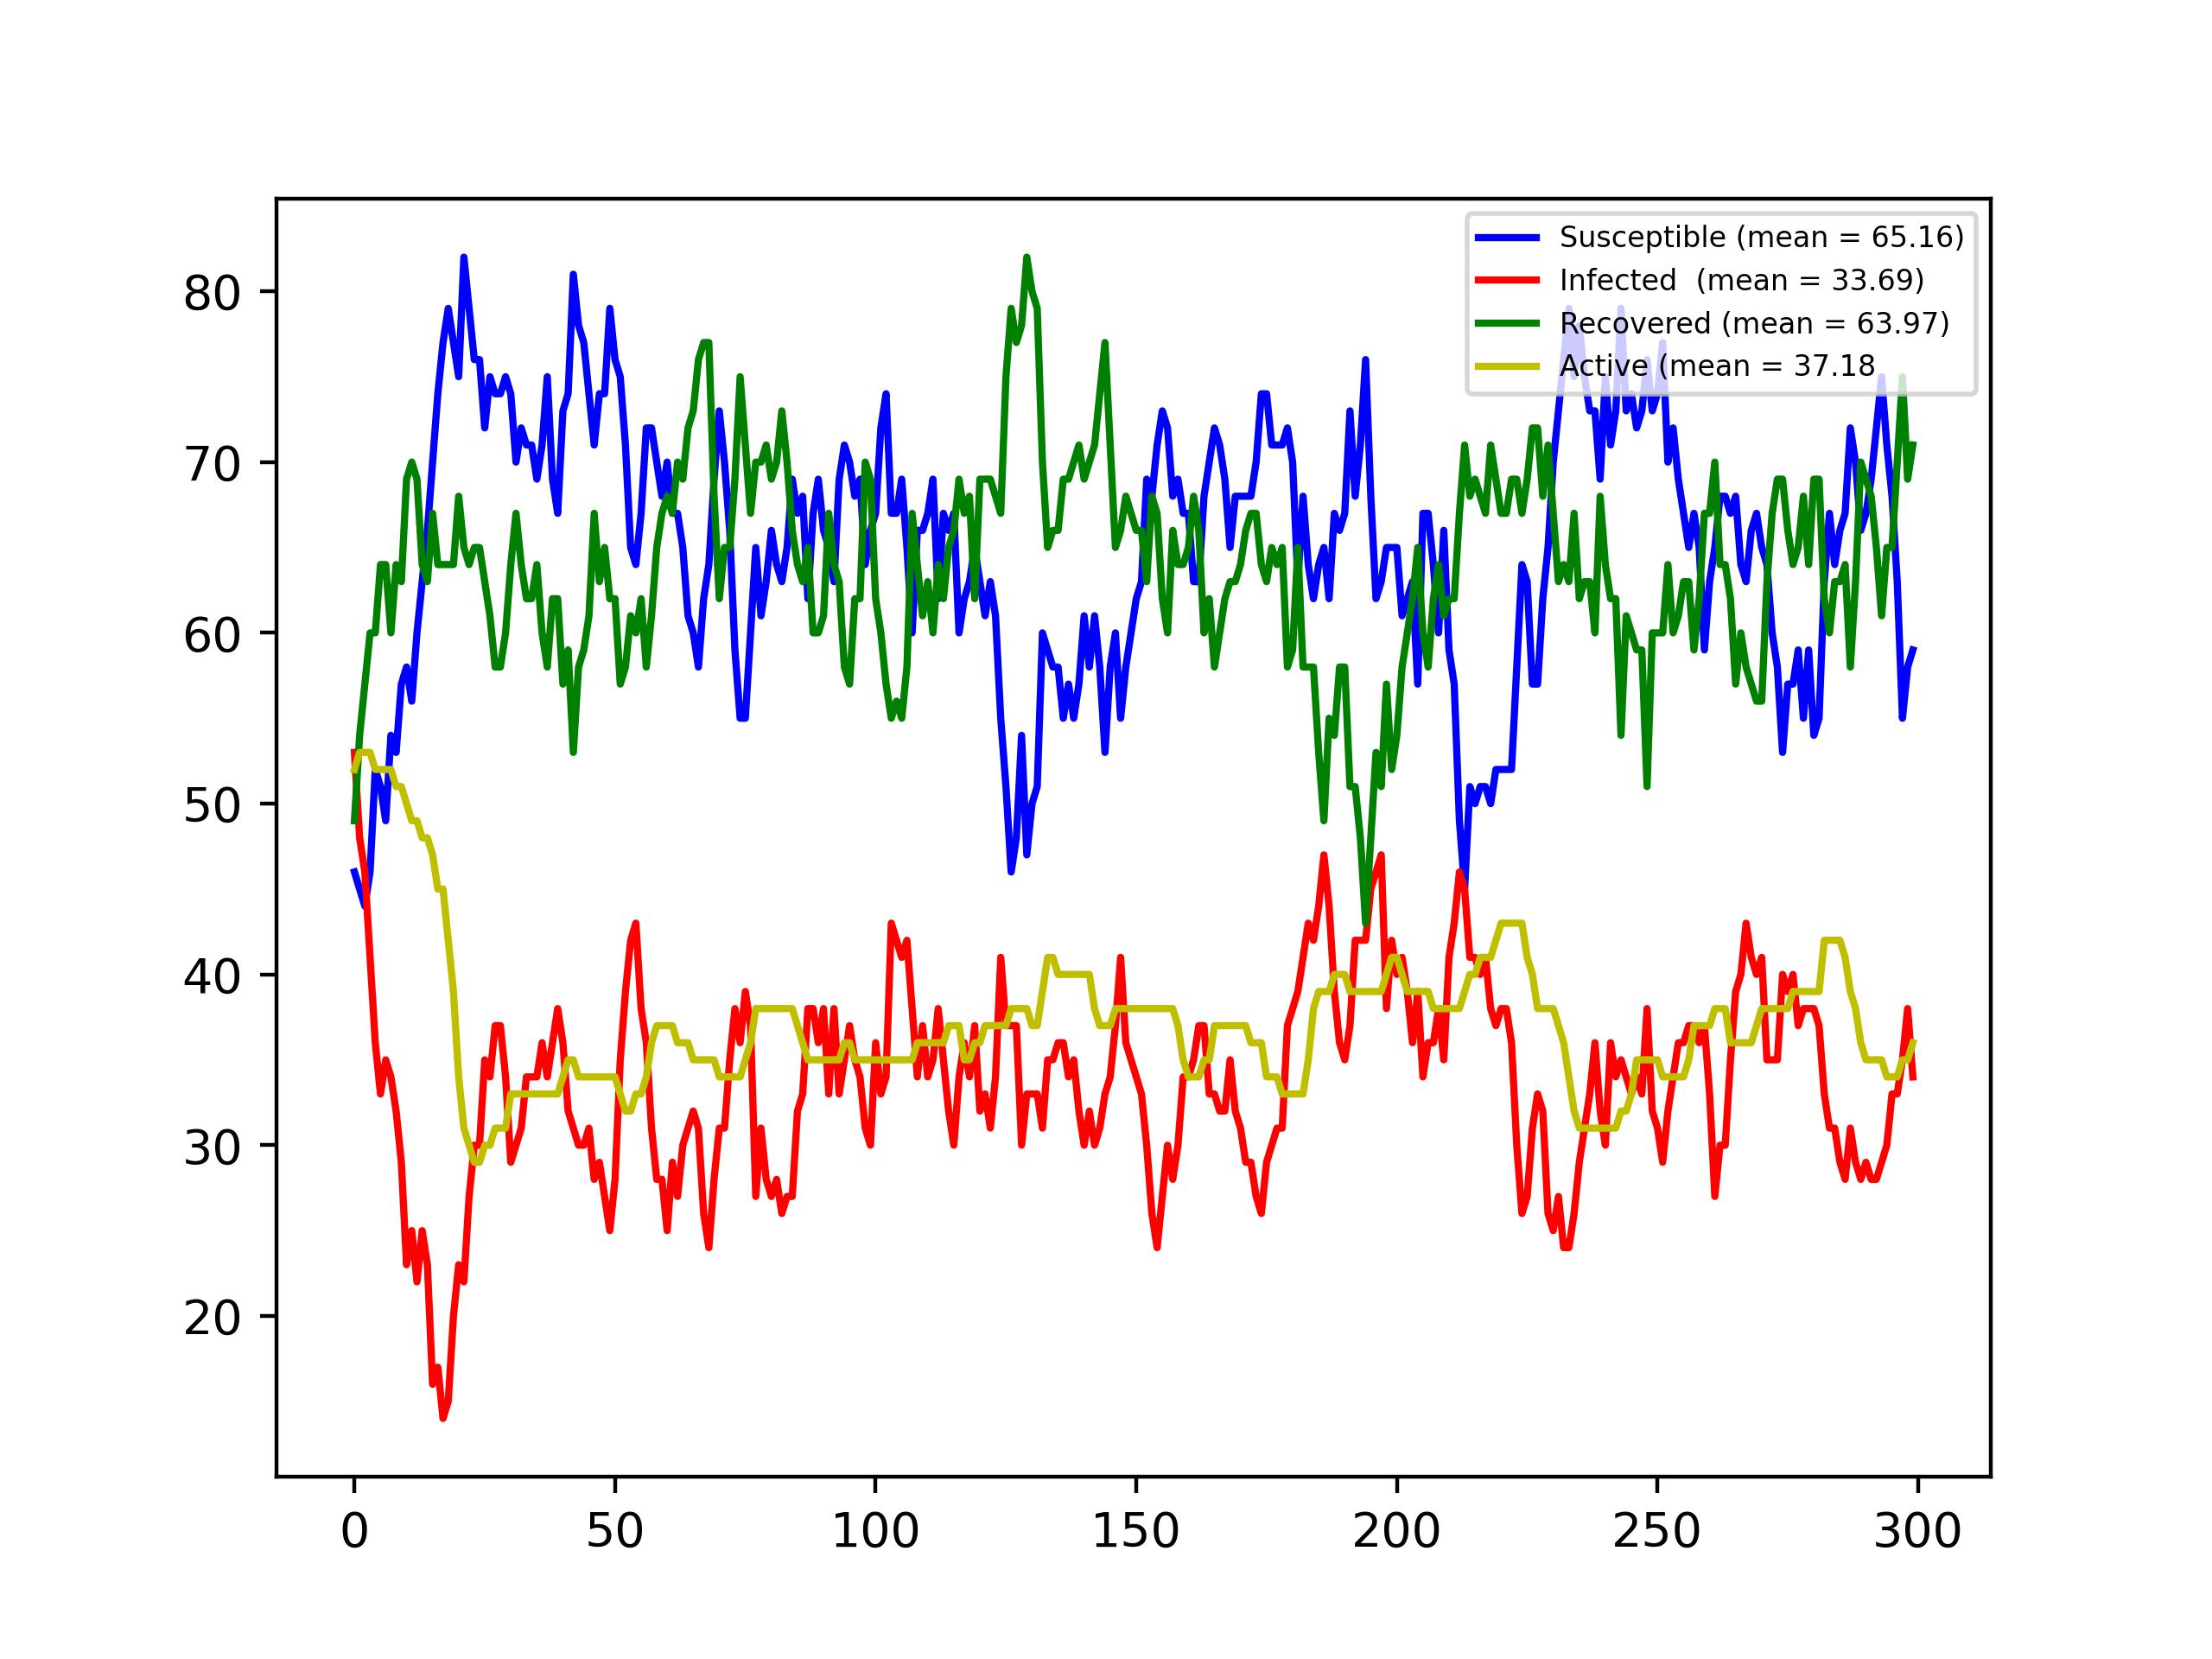 Susceptible (mean = 65.16)
Infected  (mean = 33.69)
Recovered (mean = 63.97)
Active (mean = 37.18
80
70
60
50
40
30
20
0 50 100 150 200 250 300